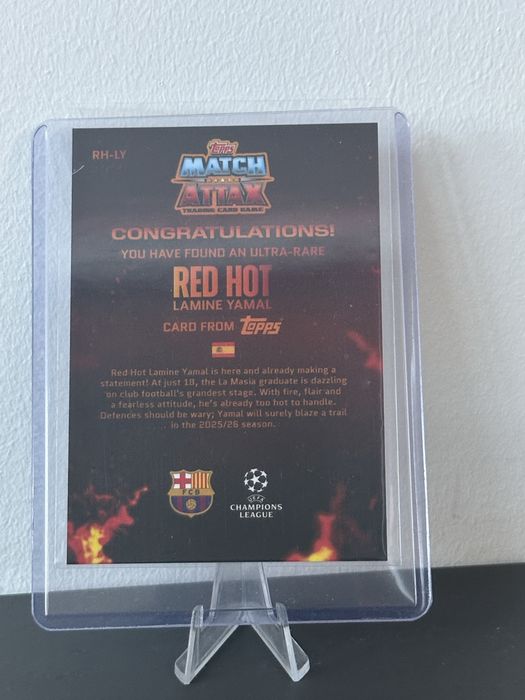 RH-LY
Topps
MATCH
ATTAX
TRADING CARD GAME
CONGRATULATIONS!
YOU HAVE FOUND AN ULTRA-RARE
RED HOT
LAMINE YAMAL
CARD FROM Topps
Red Hot Lamine Yamal is here and already making a
statement! At just 18, the La Masia graduate is dazzling
on club football's grandest stage. With fire, flair and
a fearless attitude, he's already too hot to handle.
Defences should be wary; Yamal will surely blaze a trail
in the 2025/26 season.
FCB
UEFA
CHAMPIONS
LEAGUE